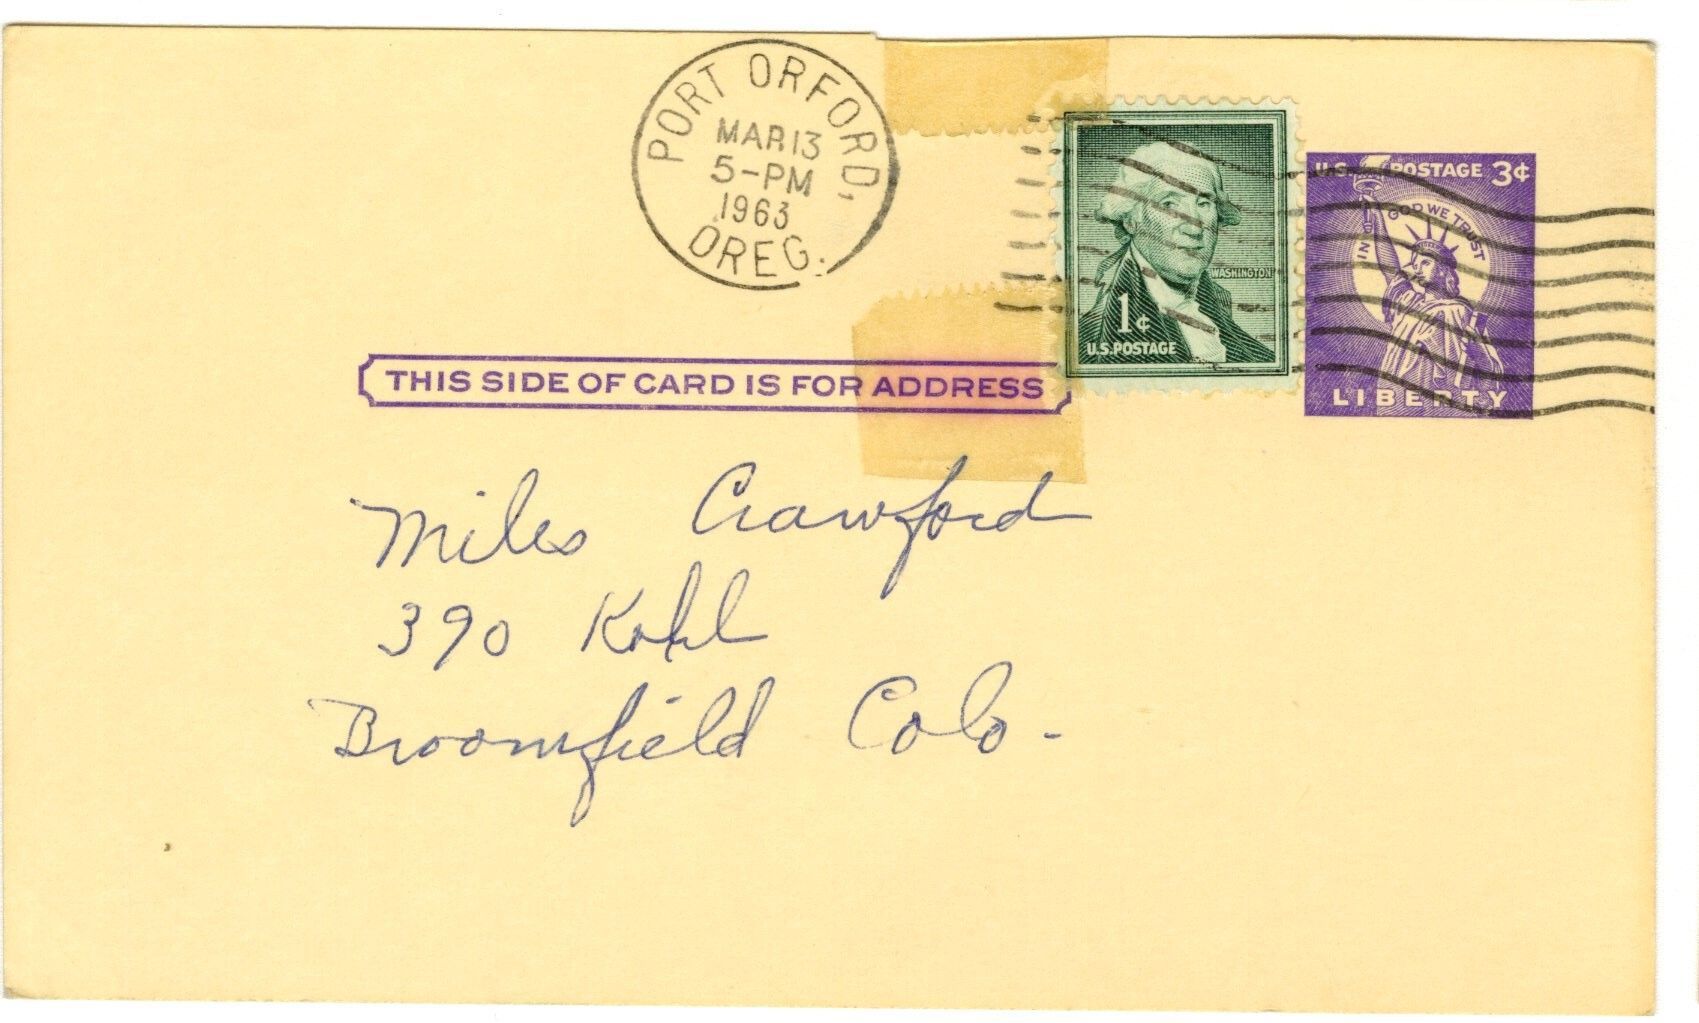 PORT ORFORD,
MAR 13
5-PM
1963
OREG.
WASHINGTON
1¢
U.S. POSTAGE
U.S. POSTAGE 3¢
IN GOD WE TRUST
LIBERTY
THIS SIDE OF CARD IS FOR ADDRESS
Miles Crawford
390 Kohl
Broomfield Colo.